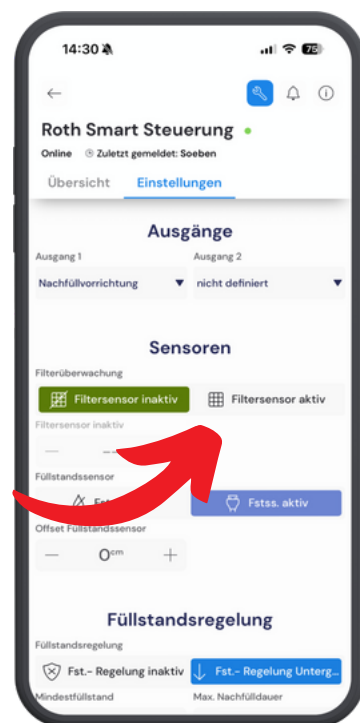 14:30
75
Roth Smart Steuerung
Online Zuletzt gemeldet: Soeben
Übersicht Einstellungen
Ausgänge
Ausgang 1 Ausgang 2
Nachfüllvorrichtung nicht definiert
Sensoren
Filterüberwachung
Filtersensor inaktiv Filtersensor aktiv
Filtersensor inaktiv
— --
Füllstandssensor
Fstss. aktiv
Offset Füllstandssensor
— 0cm +
Füllstandsregelung
Füllstandsregelung
Fst.- Regelung inaktiv Fst.- Regelung Unterg...
Mindestfüllstand Max. Nachfülldauer